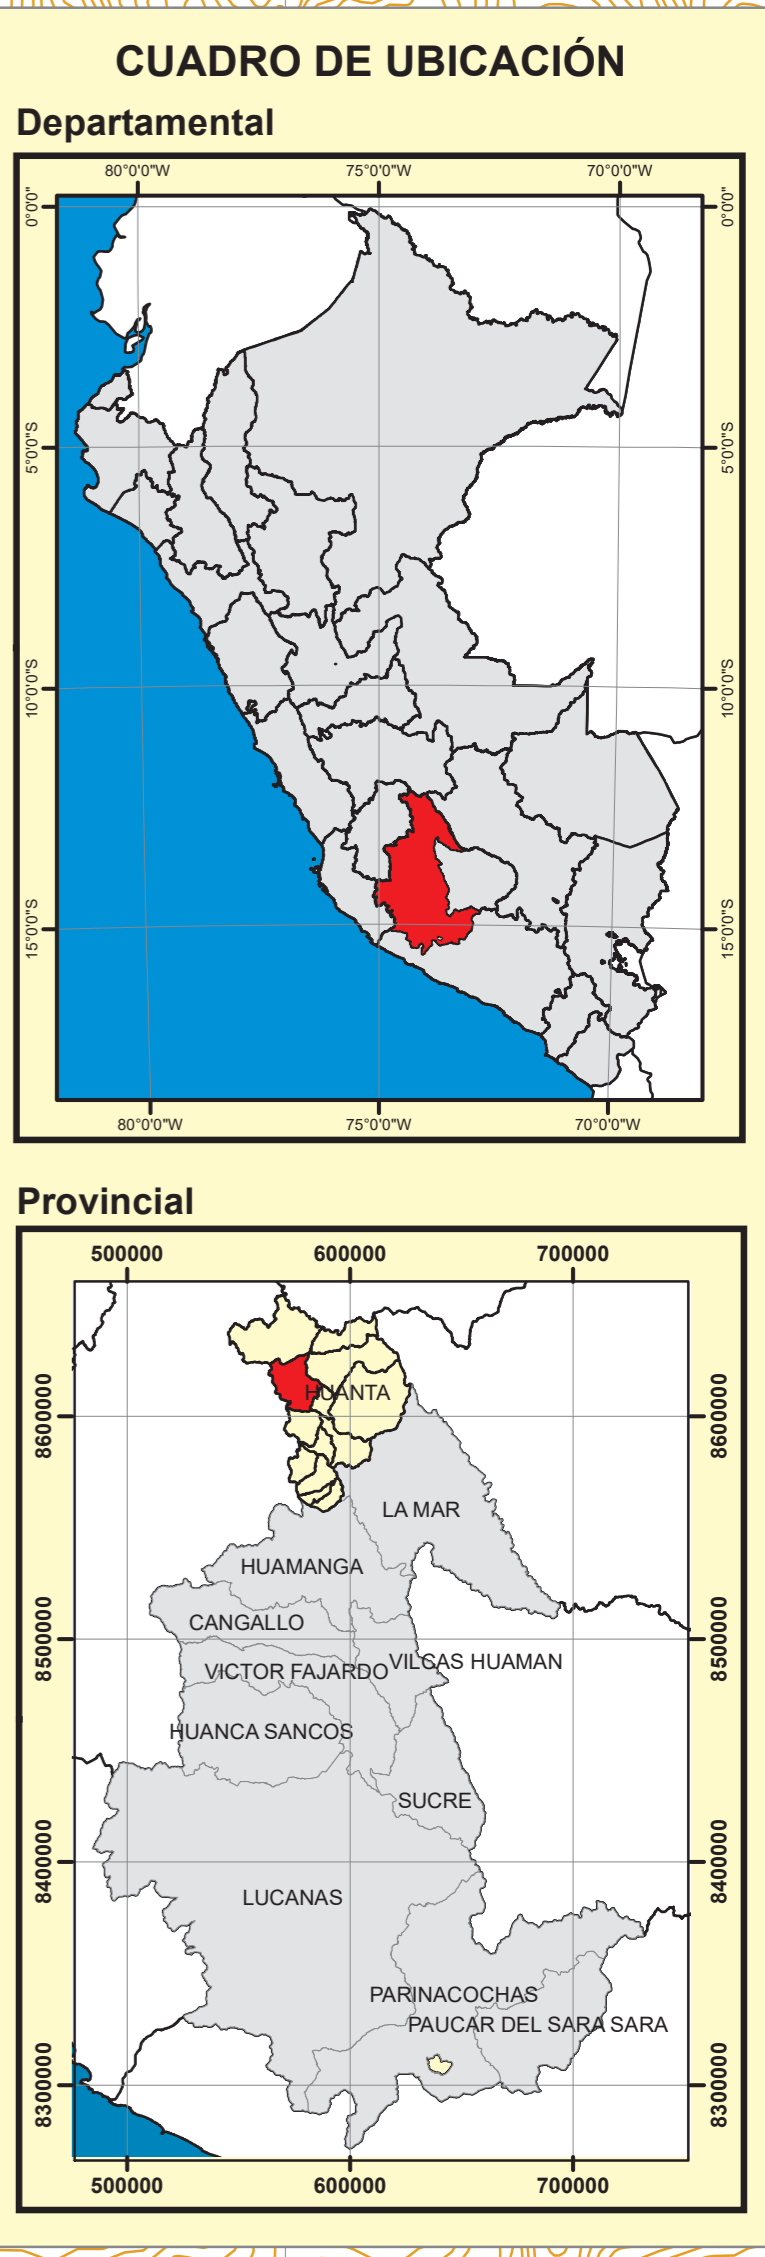 CUADRO DE UBICACIÓN
Departamental
80°0'0"W 75°0'0"W 70°0'0"W
0°0'0" 0°0'0"
5°0'0"S 5°0'0"S
10°0'0"S 10°0'0"S
15°0'0"S 15°0'0"S
80°0'0"W 75°0'0"W 70°0'0"W
Provincial
500000 600000 700000
HUANTA
8600000 8600000
LA MAR
HUAMANGA
CANGALLO
8500000 8500000
VILCAS HUAMAN
VICTOR FAJARDO
HUANCA SANCOS
SUCRE
8400000 8400000
LUCANAS
PARINACOCHAS
PAUCAR DEL SARA SARA
8300000 8300000
500000 600000 700000